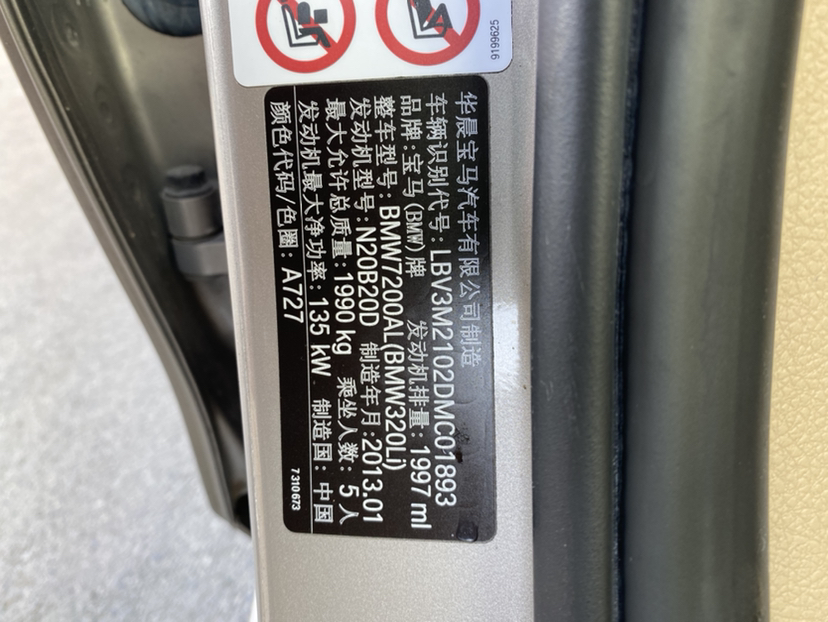 9199625
华晨宝马汽车有限公司制造
车辆识别代号:LBV3M2102DMC01893
品牌:宝马(BMW)牌 发动机排量:1997 ml
整车型号:BMW7200AL(BMW320Li)
发动机型号:N20B20D 制造年月:2013.01
最大允许总质量:1990 kg 乘坐人数:5人
发动机最大净功率:135 kW 制造国:中国
颜色代码/色圈:A727
7310673